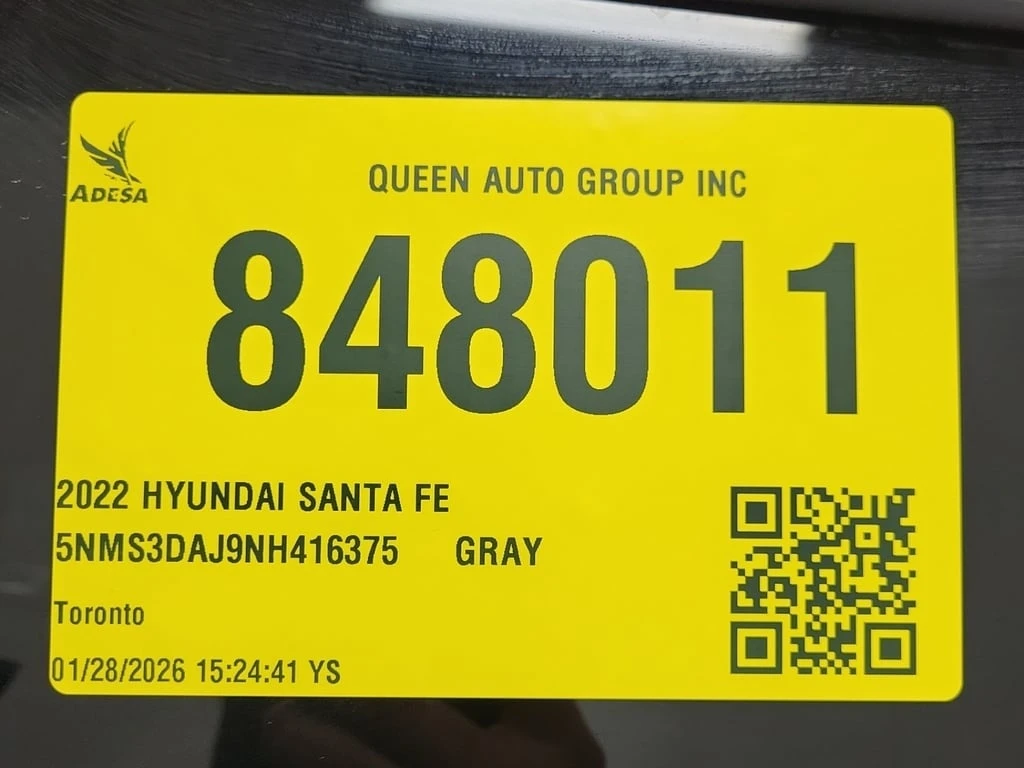 ADESA
QUEEN AUTO GROUP INC
848011
2022 HYUNDAI SANTA FE
5NMS3DAJ9NH416375 GRAY
Toronto
01/28/2026 15:24:41 YS